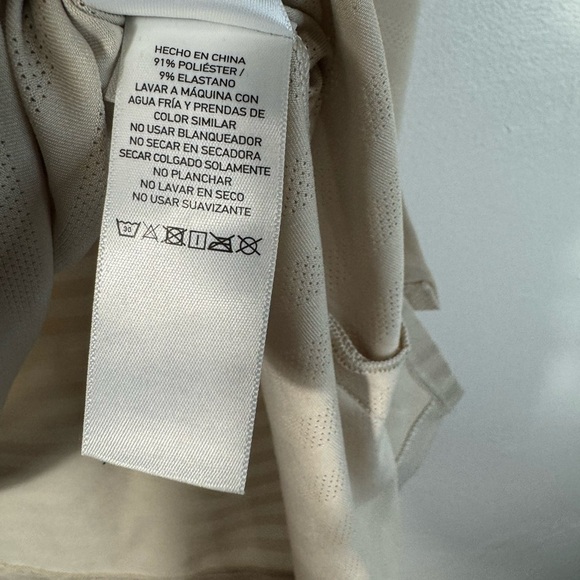 HECHO EN CHINA
91% POLIÉSTER /
9% ELASTANO
LAVAR A MÁQUINA CON
AGUA FRÍA Y PRENDAS DE
COLOR SIMILAR
NO USAR BLANQUEADOR
NO SECAR EN SECADORA
SECAR COLGADO SOLAMENTE
NO PLANCHAR
NO LAVAR EN SECO
NO USAR SUAVIZANTE
30